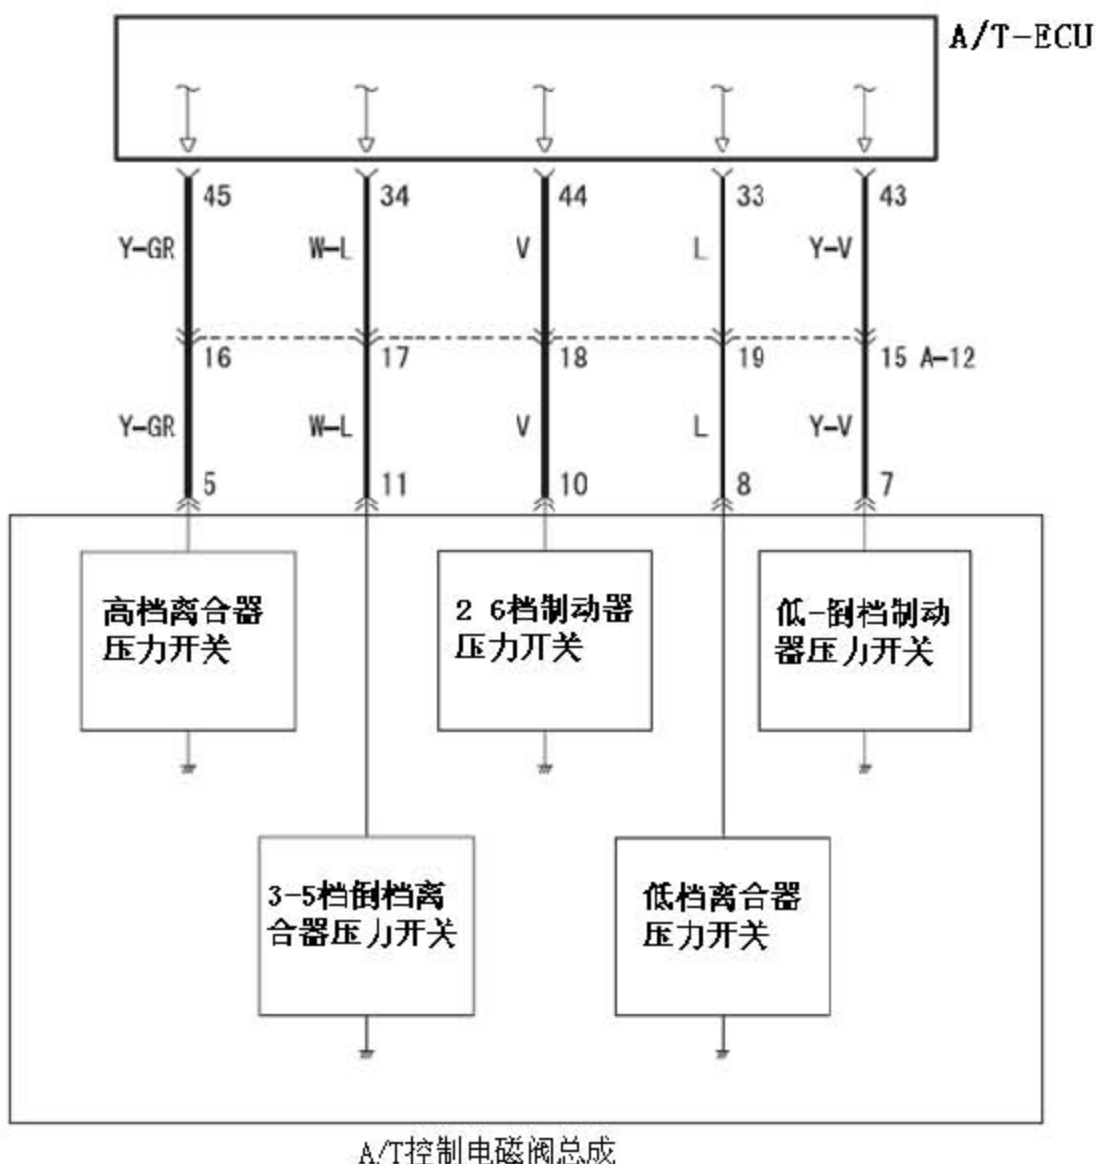 A/T-ECU
45 34 44 33 43
Y-GR W-L V L Y-V
16 17 18 19 15 A-12
Y-GR W-L V L Y-V
5 11 10 8 7
高档离合器
压力开关
2 6档制动器
压力开关
低-倒档制动
器压力开关
3-5档倒档离
合器压力开关
低档离合器
压力开关
A/T控制电磁阀总成